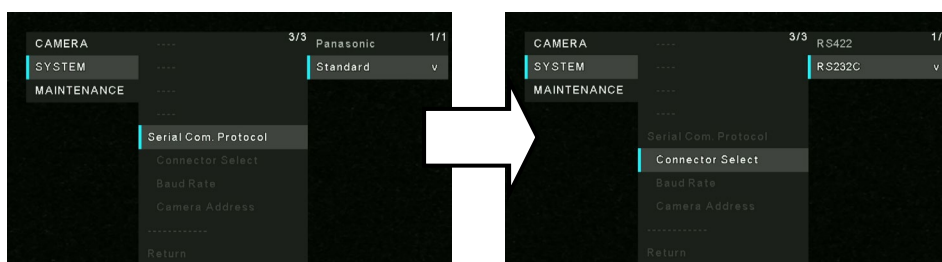 3/3
1/1
CAMERA
----
Panasonic
SYSTEM
----
Standard
v
MAINTENANCE
----
----
Serial Com. Protocol
Connector Select
Baud Rate
Camera Address
------------
Return
3/3
1/
CAMERA
----
RS422
SYSTEM
----
RS232C
v
MAINTENANCE
----
----
Serial Com. Protocol
Connector Select
Baud Rate
Camera Address
------------
Return